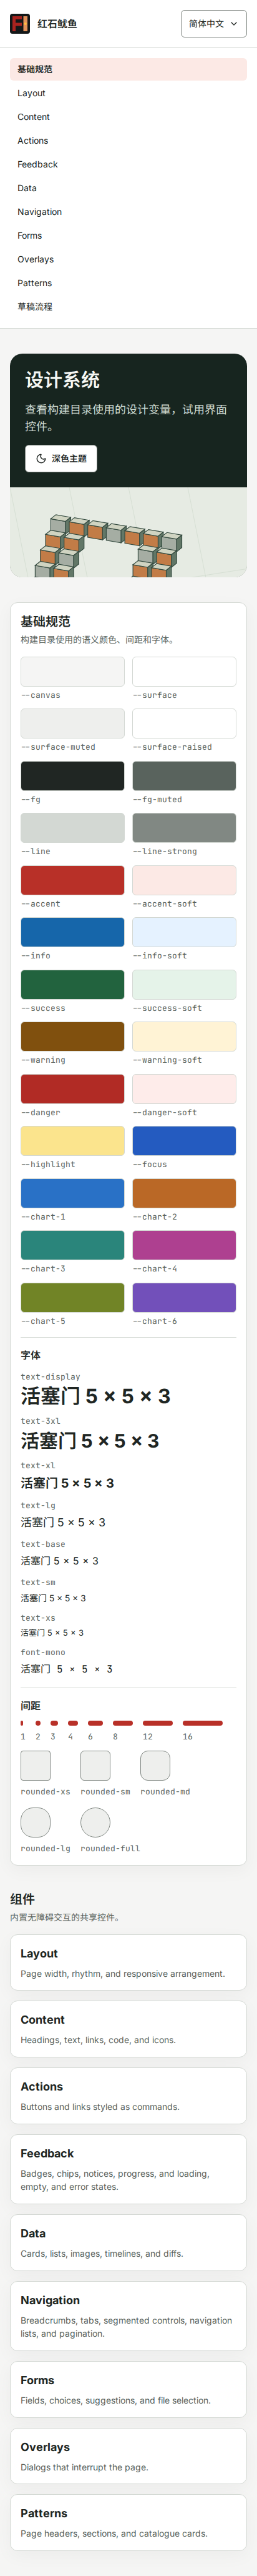 红石鱿鱼
简体中文
基础规范
Layout
Content
Actions
Feedback
Data
Navigation
Forms
Overlays
Patterns
草稿流程
设计系统
查看构建目录使用的设计变量，试用界面
控件。
深色主题
基础规范
构建目录使用的语义颜色、间距和字体。
--canvas
--surface
--surface-muted
--surface-raised
--fg
--fg-muted
--line
--line-strong
--accent
--accent-soft
--info
--info-soft
--success
--success-soft
--warning
--warning-soft
--danger
--danger-soft
--highlight
--focus
--chart-1
--chart-2
--chart-3
--chart-4
--chart-5
--chart-6
字体
text-display
活塞门 5 × 5 × 3
text-3xl
活塞门 5 × 5 × 3
text-xl
活塞门 5 × 5 × 3
text-lg
活塞门 5 × 5 × 3
text-base
活塞门 5 × 5 × 3
text-sm
活塞门 5 × 5 × 3
text-xs
活塞门 5 × 5 × 3
font-mono
活塞门 5 × 5 × 3
间距
1 2 3 4 6 8 12 16
rounded-xs rounded-sm rounded-md
rounded-lg rounded-full
组件
内置无障碍交互的共享控件。
Layout
Page width, rhythm, and responsive arrangement.
Content
Headings, text, links, code, and icons.
Actions
Buttons and links styled as commands.
Feedback
Badges, chips, notices, progress, and loading,
empty, and error states.
Data
Cards, lists, images, timelines, and diffs.
Navigation
Breadcrumbs, tabs, segmented controls, navigation
lists, and pagination.
Forms
Fields, choices, suggestions, and file selection.
Overlays
Dialogs that interrupt the page.
Patterns
Page headers, sections, and catalogue cards.